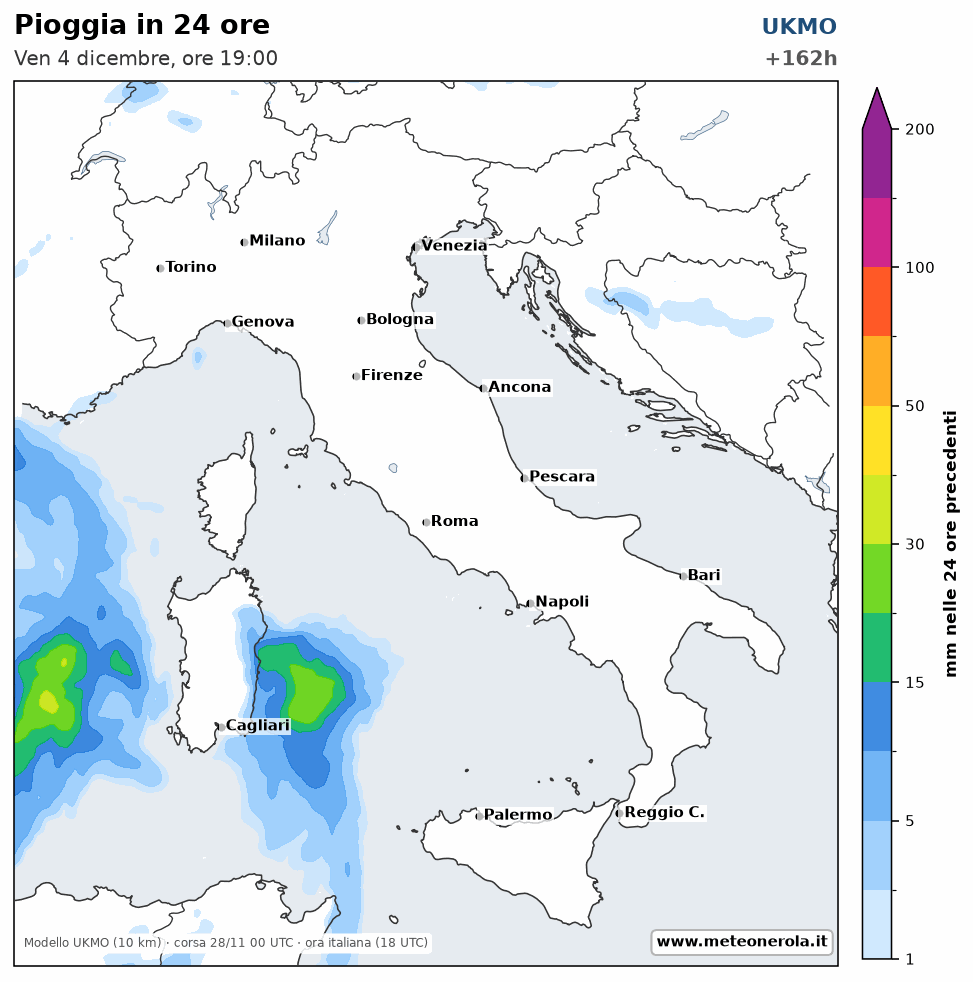 Pioggia in 24 ore
UKMO
Ven 4 dicembre, ore 19:00
+162h
200
100
50
30
15
5
1
mm nelle 24 ore precedenti
Milano
Venezia
Torino
Genova
Bologna
Firenze
Ancona
Pescara
Roma
Bari
Napoli
Cagliari
Palermo
Reggio C.
Modello UKMO (10 km) · corsa 28/11 00 UTC · ora italiana (18 UTC)
www.meteonerola.it